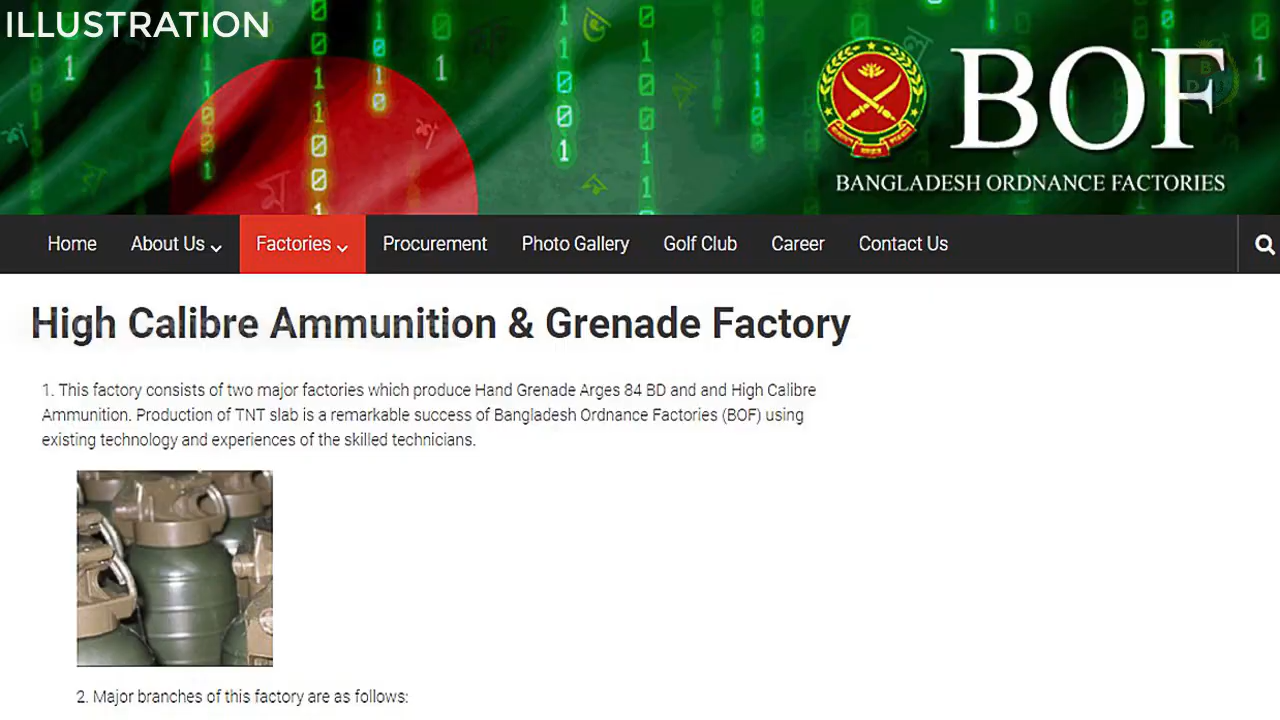 ILLUSTRATION
BOF
BANGLADESH ORDNANCE FACTORIES
Home About Us Factories Procurement Photo Gallery Golf Club Career Contact Us
High Calibre Ammunition & Grenade Factory
1. This factory consists of two major factories which produce Hand Grenade Arges 84 BD and and High Calibre
Ammunition. Production of TNT slab is a remarkable success of Bangladesh Ordnance Factories (BOF) using
existing technology and experiences of the skilled technicians.
2. Major branches of this factory are as follows: